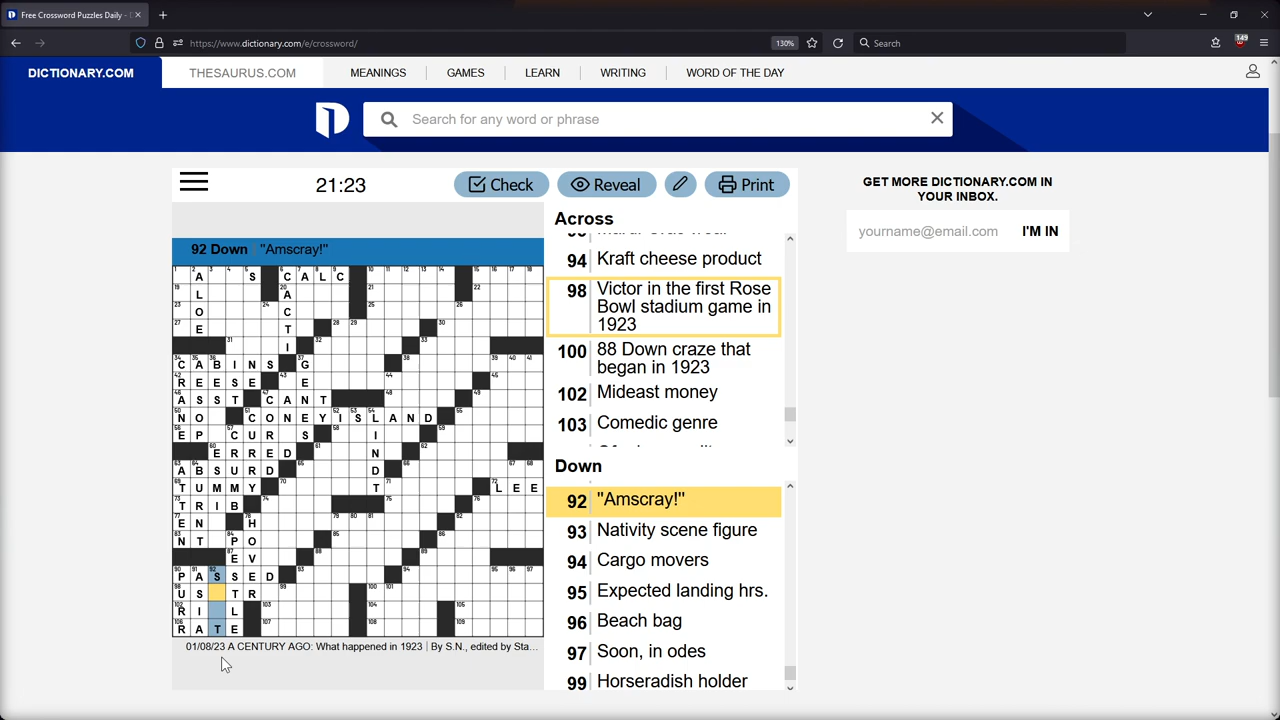 Free Crossword Puzzles Daily -
149
https://www.dictionary.com/e/crossword/
130%
Search
DICTIONARY.COM
THESAURUS.COM
MEANINGS
GAMES
LEARN
WRITING
WORD OF THE DAY
Search for any word or phrase
21:23
Check
Reveal
Print
GET MORE DICTIONARY.COM IN
YOUR INBOX.
yourname@email.com
I'M IN
92 Down
"Amscray!"
A S C A L C
L A
O C
E T
I
C A B I N S G
R E E S E E
A S S T C A N T
N O C O N E Y I S L A N D
E P C U R S I
E R R E D N
A B S U R D D
T U M M Y T L E E
T R I B
E N H
N T P O
E V
P A S S E D
U S T R
R I L
R A T E
01/08/23 A CENTURY AGO: What happened in 1923 | By S.N., edited by Sta...
Across
94 Kraft cheese product
98 Victor in the first Rose
Bowl stadium game in
1923
100 88 Down craze that
began in 1923
102 Mideast money
103 Comedic genre
Down
92 "Amscray!"
93 Nativity scene figure
94 Cargo movers
95 Expected landing hrs.
96 Beach bag
97 Soon, in odes
99 Horseradish holder